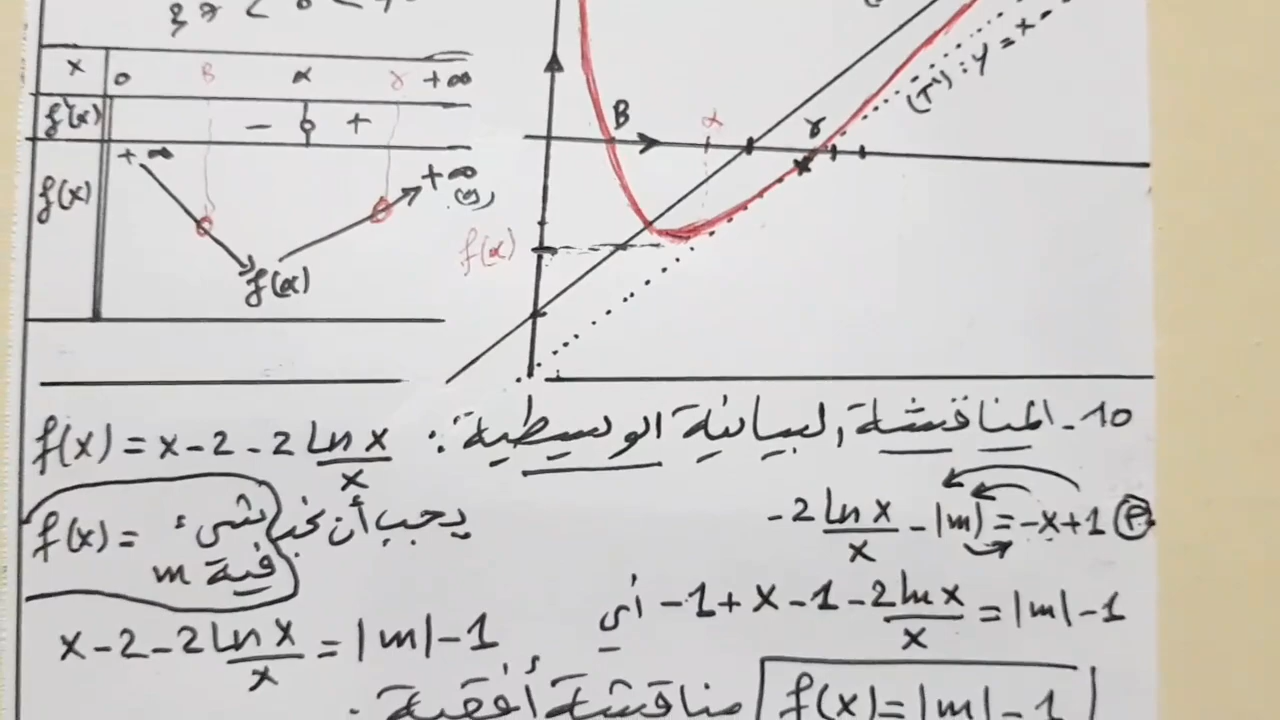 x 0 β α γ +∞
f'(x) - 0 +
f(x) +∞ f(α) +∞
B α γ
f(α)
(T'): y = x -
10 - المناقشة البيانية الوسيطية:
f(x) = x - 2 - 2 ln x / x
-2 ln x / x - |m| = -x + 1
يجب أن نجد
f(x) = شيء
فيه m
أي -1 + x - 1 - 2 ln x / x = |m| - 1
x - 2 - 2 ln x / x = |m| - 1
f(x) = |m| - 1 مناقشة أفقية.